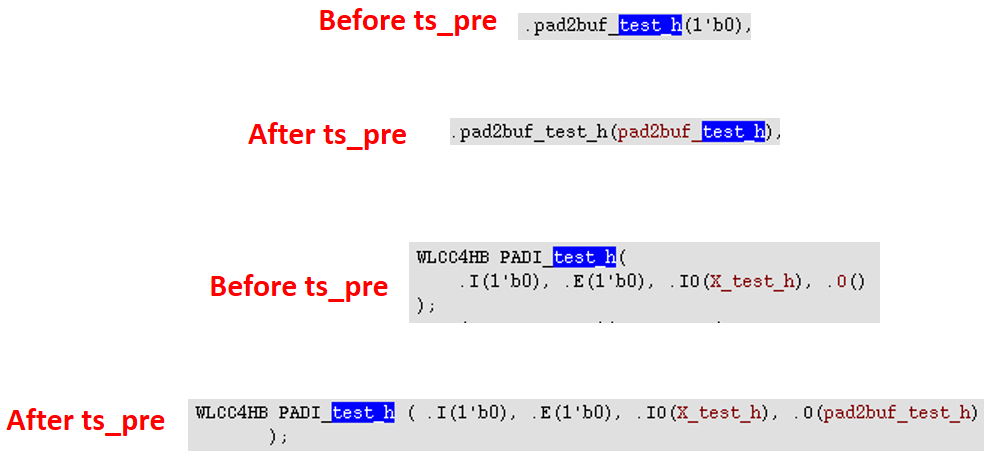 Before ts_pre .pad2buf_test_h(1'b0),
After ts_pre .pad2buf_test_h(pad2buf_test_h),
Before ts_pre
WLCC4HB PADI_test_h(
.I(1'b0), .E(1'b0), .IO(X_test_h), .O()
);
After ts_pre WLCC4HB PADI_test_h ( .I(1'b0), .E(1'b0), .IO(X_test_h), .O(pad2buf_test_h)
);